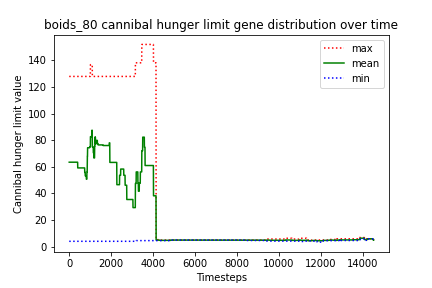 boids_80 cannibal hunger limit gene distribution over time
Cannibal hunger limit value
140
120
100
80
60
40
20
0
max
mean
min
0 2000 4000 6000 8000 10000 12000 14000
Timesteps